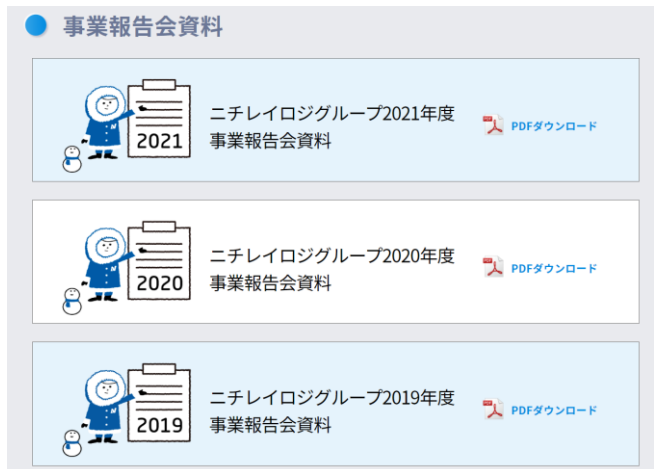 事業報告会資料
2021
ニチレイロジグループ2021年度
事業報告会資料
PDFダウンロード
2020
ニチレイロジグループ2020年度
事業報告会資料
PDFダウンロード
2019
ニチレイロジグループ2019年度
事業報告会資料
PDFダウンロード